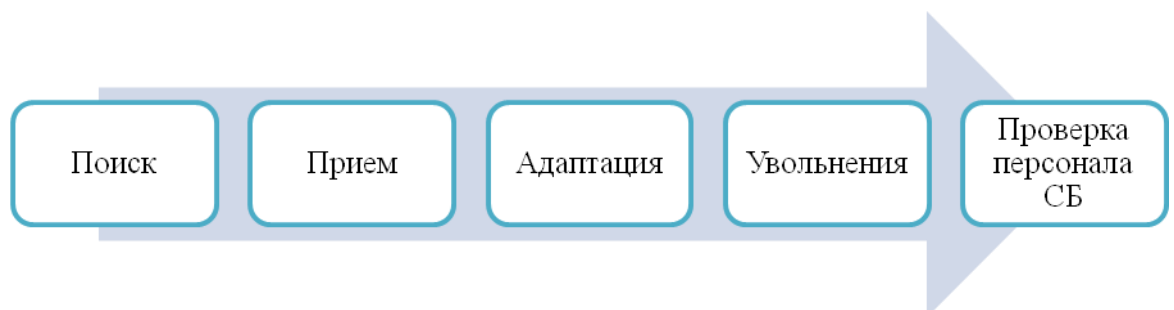 Поиск
Прием
Адаптация
Увольнения
Проверка
персонала
СБ